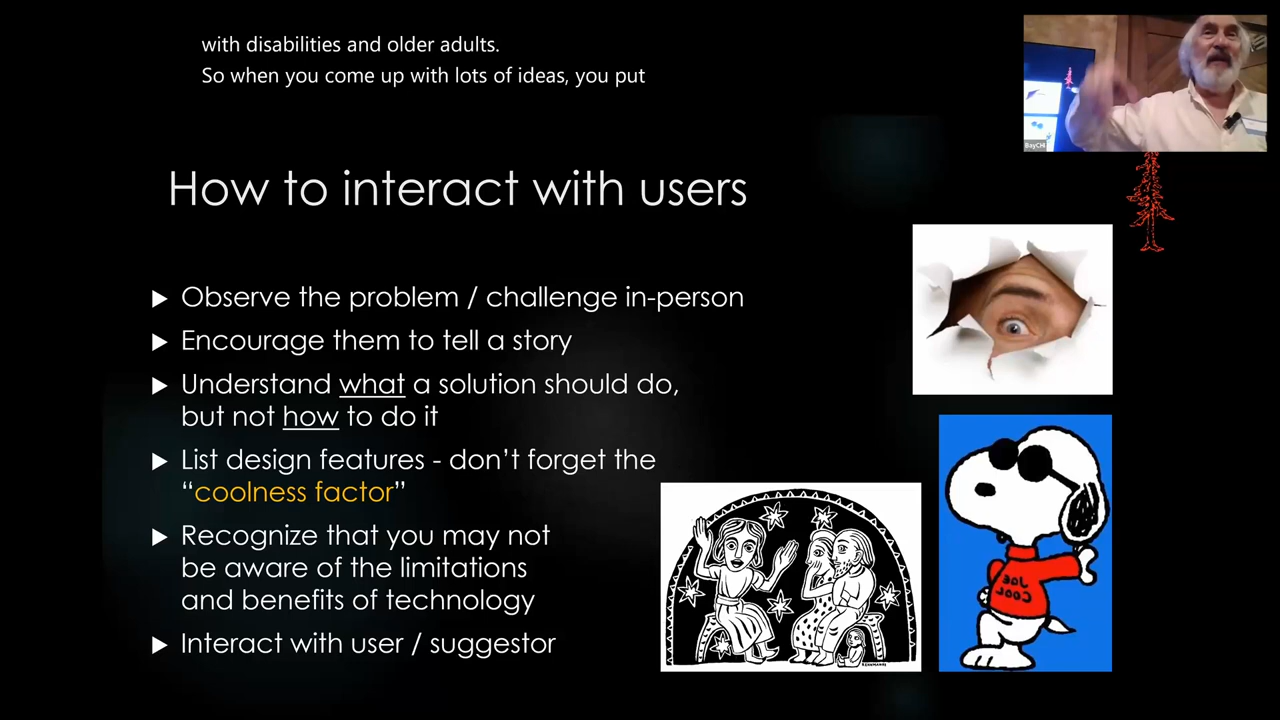 with disabilities and older adults.
So when you come up with lots of ideas, you put
BayCHI
How to interact with users
Observe the problem / challenge in-person
Encourage them to tell a story
Understand what a solution should do,
but not how to do it
List design features - don't forget the
"coolness factor"
Recognize that you may not
be aware of the limitations
and benefits of technology
Interact with user / suggestor
JOE
COOL